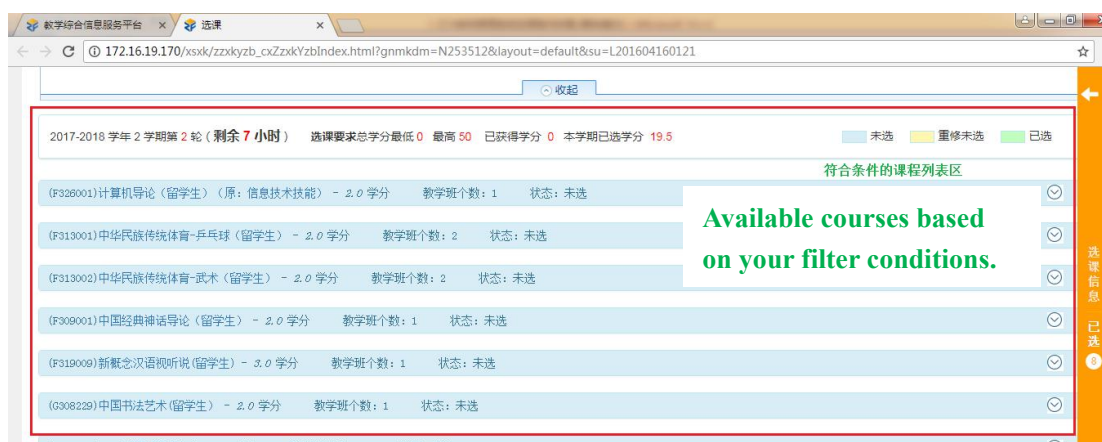 教学综合信息服务平台
选课
172.16.19.170/xsxk/zzxkyzb_cxZzxkYzbIndex.html?gnmkdm=N253512&layout=default&su=L201604160121
收起
2017-2018 学年 2 学期第 2 轮 ( 剩余 7 小时 ) 选课要求总学分最低 0 最高 50 已获得学分 0 本学期已选学分 19.5 未选 重修未选 已选
符合条件的课程列表区
(F326001)计算机导论（留学生）（原：信息技术技能） - 2.0 学分 教学班个数：1 状态：未选
Available courses based
on your filter conditions.
(F313001)中华民族传统体育-乒乓球（留学生） - 2.0 学分 教学班个数：2 状态：未选
(F313002)中华民族传统体育-武术（留学生） - 2.0 学分 教学班个数：2 状态：未选
(F309001)中国经典神话导论（留学生） - 2.0 学分 教学班个数：1 状态：未选
(F319009)新概念汉语视听说(留学生） - 3.0 学分 教学班个数：1 状态：未选
(G308229)中国书法艺术(留学生） - 2.0 学分 教学班个数：1 状态：未选
选课信息 已选 8